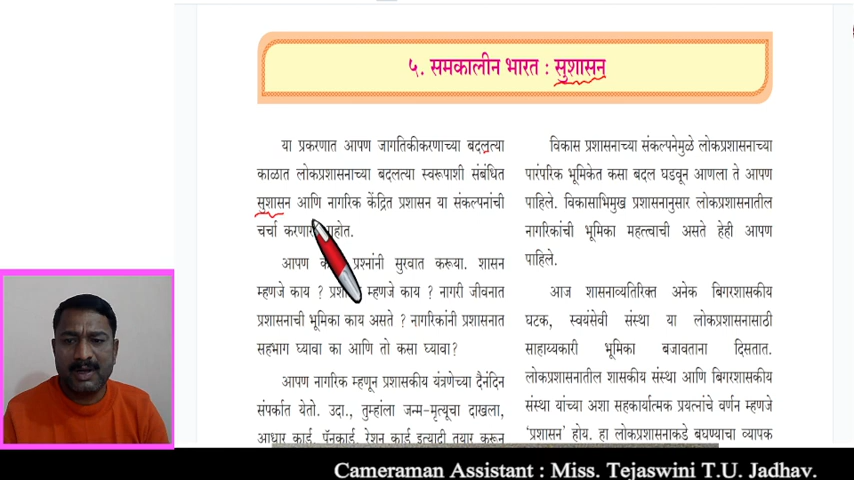 ५. समकालीन भारत : सुशासन
या प्रकरणात आपण जागतिकीकरणाच्या बदलत्या
काळात लोकप्रशासनाच्या बदलत्या स्वरूपाशी संबंधित
सुशासन आणि नागरिक केंद्रित प्रशासन या संकल्पनांची
चर्चा
आपण प्रश्नांनी सुरवात करूया. शासन
म्हणजे काय ? म्हणजे काय ? नागरी जीवनात
प्रशासनाची भूमिका काय असते ? नागरिकांनी प्रशासनात
सहभाग घ्यावा का आणि तो कसा घ्यावा?
आपण नागरिक म्हणून प्रशासकीय यंत्रणेच्या दैनंदिन
संपर्कात येतो. उदा., तुम्हांला जन्म-मृत्यूचा दाखला,
आधार कार्ड, पॅनकार्ड, रेशन कार्ड इत्यादी तयार करून
विकास प्रशासनाच्या संकल्पनेमुळे लोकप्रशासनाच्या
पारंपरिक भूमिकेत कसा बदल घडवून आणला ते आपण
पाहिले. विकासाभिमुख प्रशासनानुसार लोकप्रशासनातील
नागरिकांची भूमिका महत्त्वाची असते हेही आपण
पाहिले.
आज शासनाव्यतिरिक्त अनेक बिगरशासकीय
घटक, स्वयंसेवी संस्था या लोकप्रशासनासाठी
साहाय्यकारी भूमिका बजावताना दिसतात.
लोकप्रशासनातील शासकीय संस्था आणि बिगरशासकीय
संस्था यांच्या अशा सहकार्यात्मक प्रयत्नांचे वर्णन म्हणजे
‘प्रशासन’ होय. हा लोकप्रशासनाकडे बघण्याचा व्यापक
Cameraman Assistant : Miss. Tejaswini T.U. Jadhav.